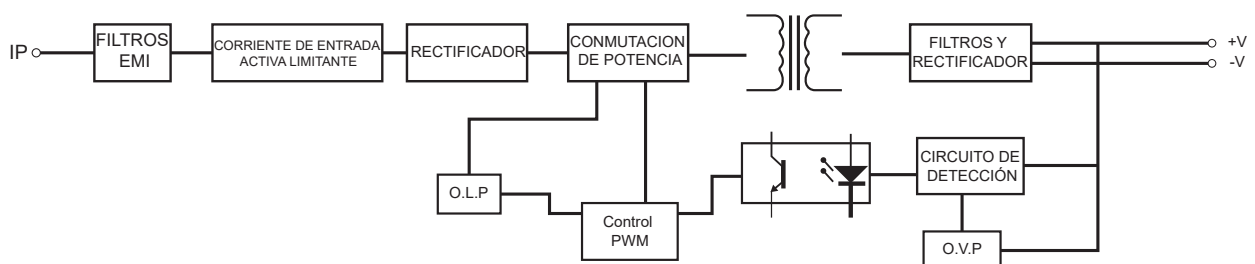 IP
FILTROS
EMI
CORRIENTE DE ENTRADA
ACTIVA LIMITANTE
RECTIFICADOR
CONMUTACION
DE POTENCIA
FILTROS Y
RECTIFICADOR
+V
-V
O.L.P
Control
PWM
CIRCUITO DE
DETECCIÓN
O.V.P